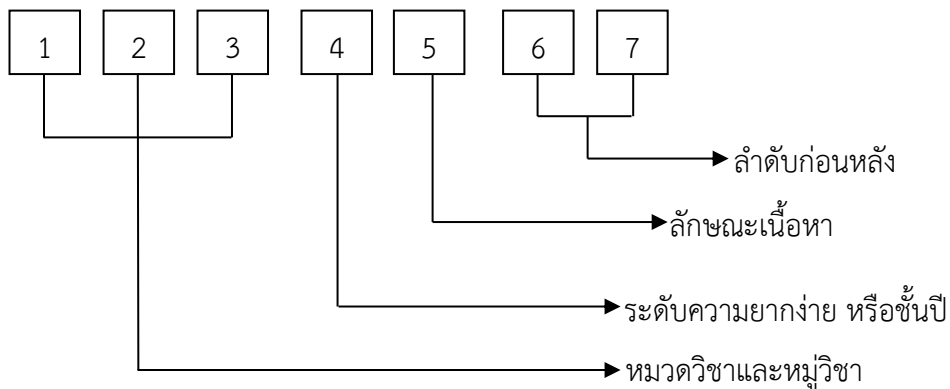 1 2 3 4 5 6 7
ลำดับก่อนหลัง
ลักษณะเนื้อหา
ระดับความยากง่าย หรือชั้นปี
หมวดวิชาและหมู่วิชา